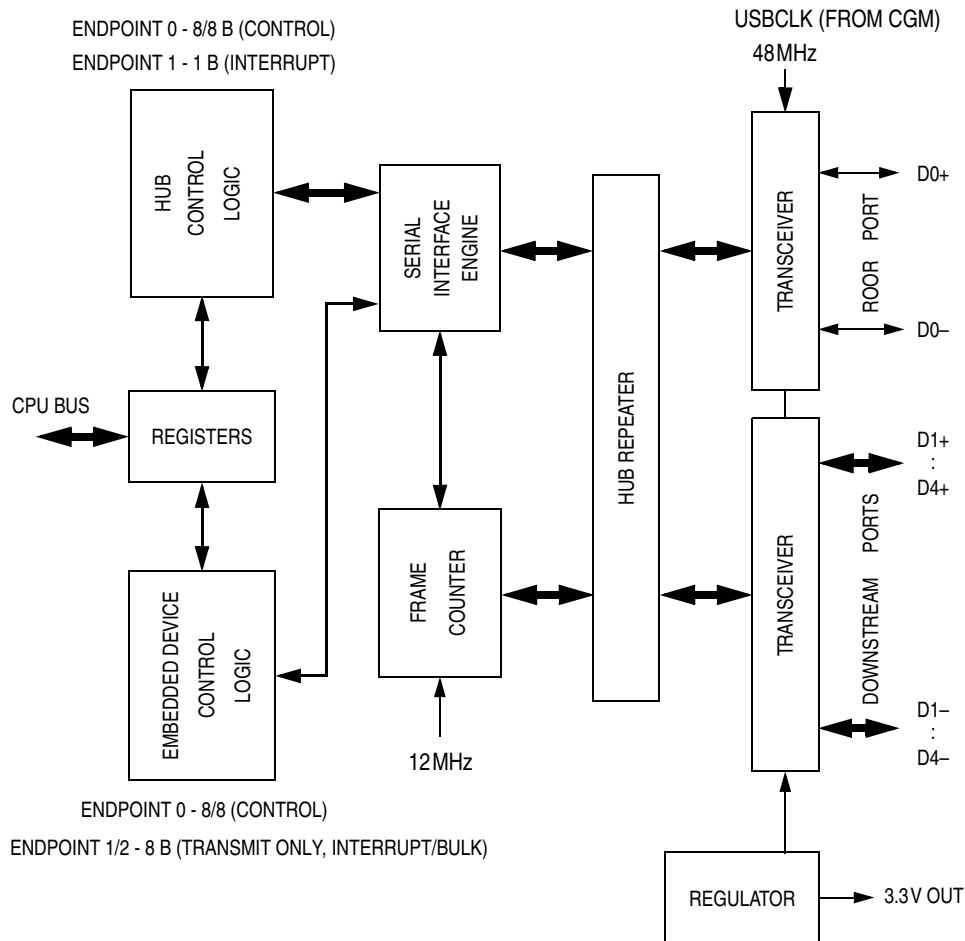 ENDPOINT 0 - 8/8 B (CONTROL)
ENDPOINT 1 - 1 B (INTERRUPT)
USBCLK (FROM CGM)
48MHz
HUB
CONTROL
LOGIC
SERIAL
INTERFACE
ENGINE
HUB REPEATER
TRANSCEIVER
ROOR PORT
D0+
D0–
CPU BUS
REGISTERS
EMBEDDED DEVICE
CONTROL
LOGIC
FRAME
COUNTER
12MHz
TRANSCEIVER
DOWNSTREAM PORTS
D1+
:
D4+
D1–
:
D4–
ENDPOINT 0 - 8/8 (CONTROL)
ENDPOINT 1/2 - 8 B (TRANSMIT ONLY, INTERRUPT/BULK)
REGULATOR
3.3V OUT